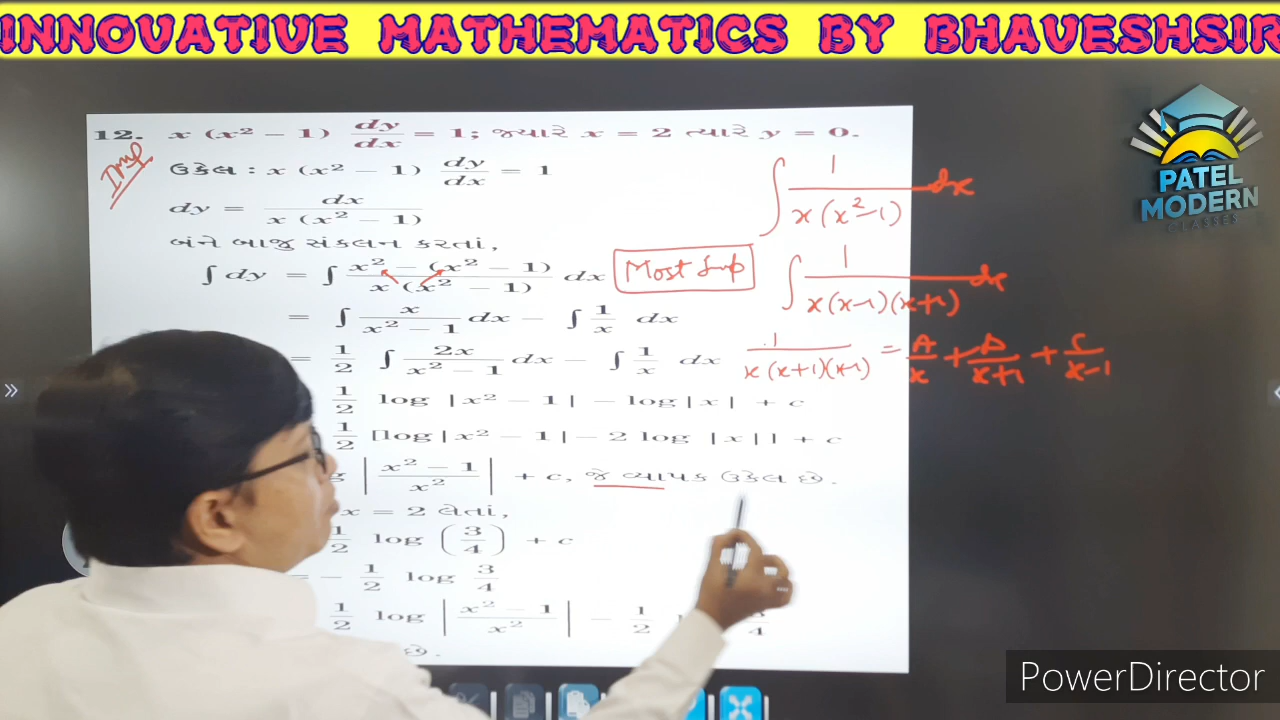 INNOVATIVE MATHEMATICS BY BHAVESHSIR
12. x (x² − 1) dy/dx = 1; જ્યારે x = 2 ત્યારે y = 0.
Imp
ઉકેલ : x (x² − 1) dy/dx = 1
dy = dx / x (x² − 1)
બંને બાજુ સંકલન કરતાં,
∫ dy = ∫ x² − (x² − 1) / x (x² − 1) dx
= ∫ x / x² − 1 dx − ∫ 1/x dx
= 1/2 ∫ 2x / x² − 1 dx − ∫ 1/x dx
1/2 log |x² − 1| − log |x| + c
1/2 [log |x² − 1| − 2 log |x|] + c
|x² − 1 / x²| + c, જે વ્યાપક ઉકેલ છે.
x = 2 લેતાં,
1/2 log (3/4) + c
= − 1/2 log 3/4
1/2 log |x² − 1 / x²| − 1/2
છે.
Most Imp
∫ 1 / x(x²−1) dx
∫ 1 / x(x−1)(x+1) dx
1 / x(x+1)(x−1) = A/x + B/x+1 + C/x−1
PATEL
MODERN
CLASSES
PowerDirector